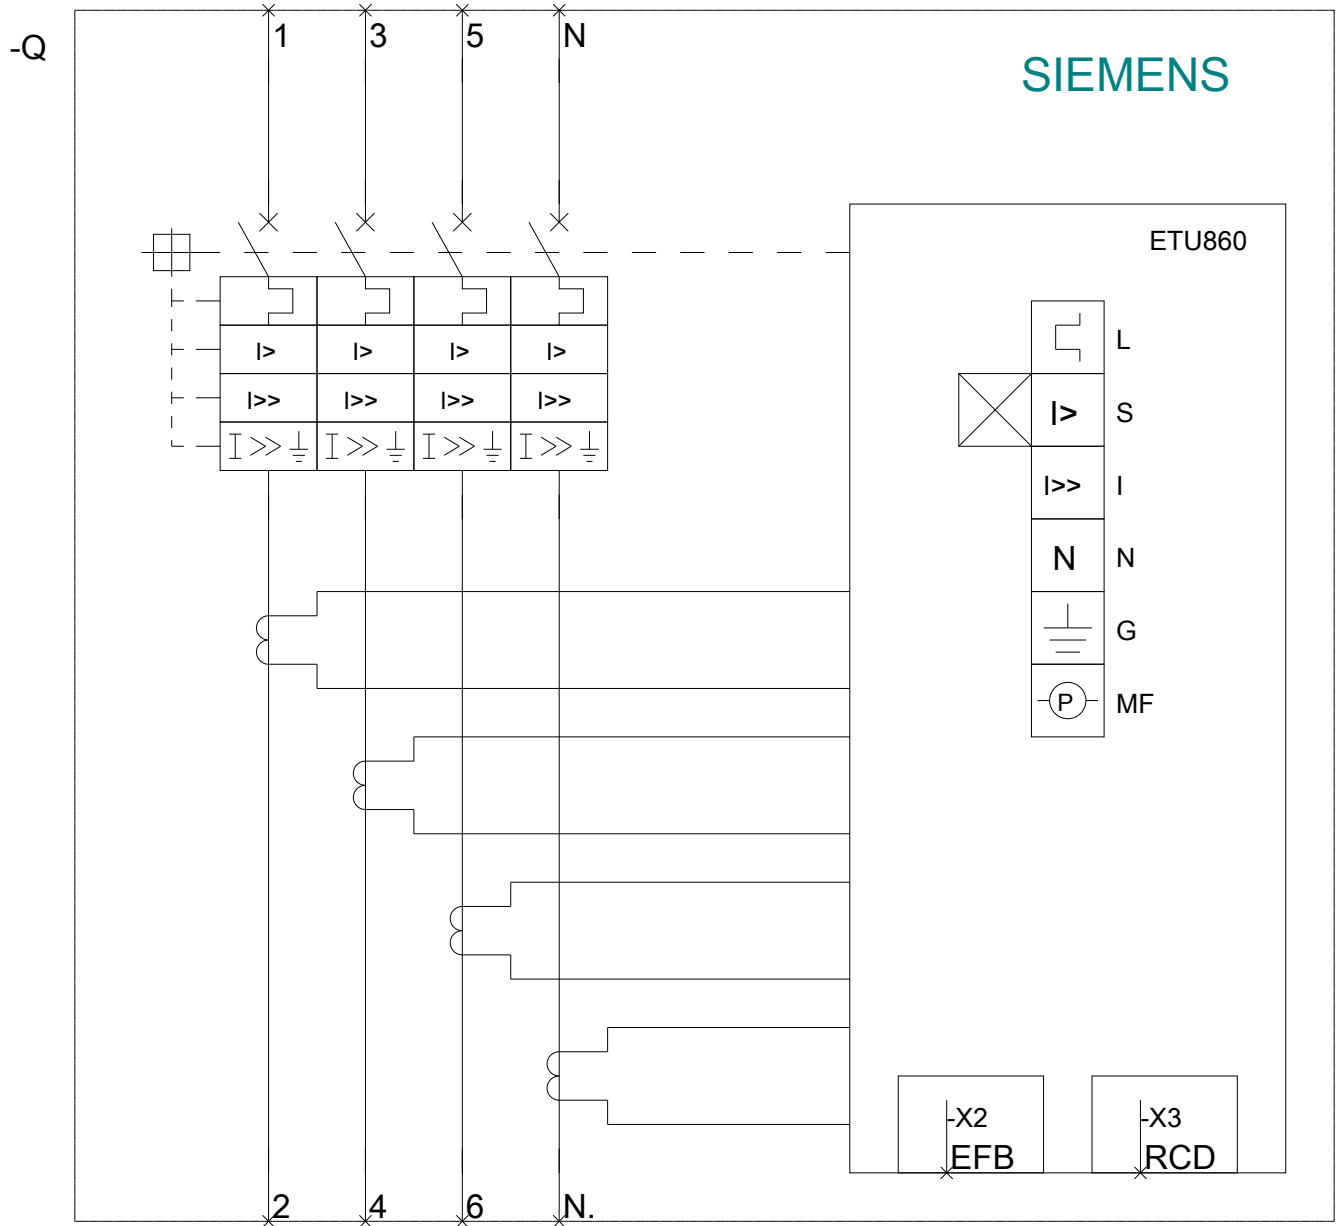 1 3 5 N
-Q
SIEMENS
ETU860
I> I> I> I>
I>> I>> I>> I>>
I>> I>> I>> I>>
L
I> S
I>> I
N N
G
P MF
-X2 -X3
EFB RCD
2 4 6 N.